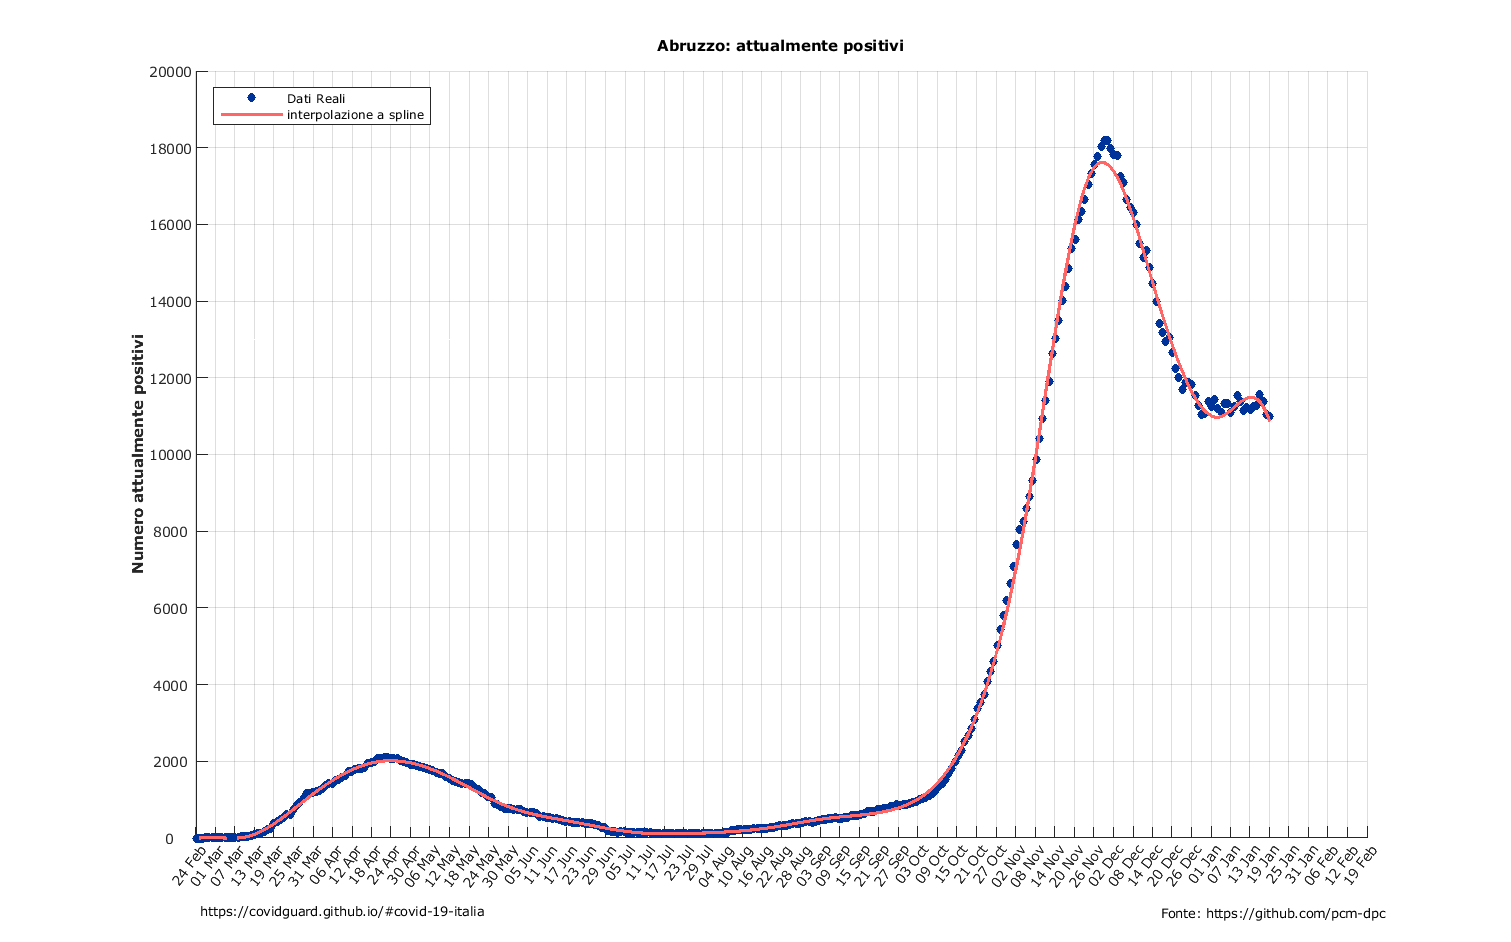 Abruzzo: attualmente positivi
Dati Reali
interpolazione a spline
Numero attualmente positivi
20000
18000
16000
14000
12000
10000
8000
6000
4000
2000
0
24 Feb
01 Mar
07 Mar
13 Mar
19 Mar
25 Mar
31 Mar
06 Apr
12 Apr
18 Apr
24 Apr
30 Apr
06 May
12 May
18 May
24 May
30 May
05 Jun
11 Jun
17 Jun
23 Jun
29 Jun
05 Jul
11 Jul
17 Jul
23 Jul
29 Jul
04 Aug
10 Aug
16 Aug
22 Aug
28 Aug
03 Sep
09 Sep
15 Sep
21 Sep
27 Sep
03 Oct
09 Oct
15 Oct
21 Oct
27 Oct
02 Nov
08 Nov
14 Nov
20 Nov
26 Nov
02 Dec
08 Dec
14 Dec
20 Dec
26 Dec
01 Jan
07 Jan
13 Jan
19 Jan
25 Jan
31 Jan
06 Feb
12 Feb
19 Feb
https://covidguard.github.io/#covid-19-italia
Fonte: https://github.com/pcm-dpc